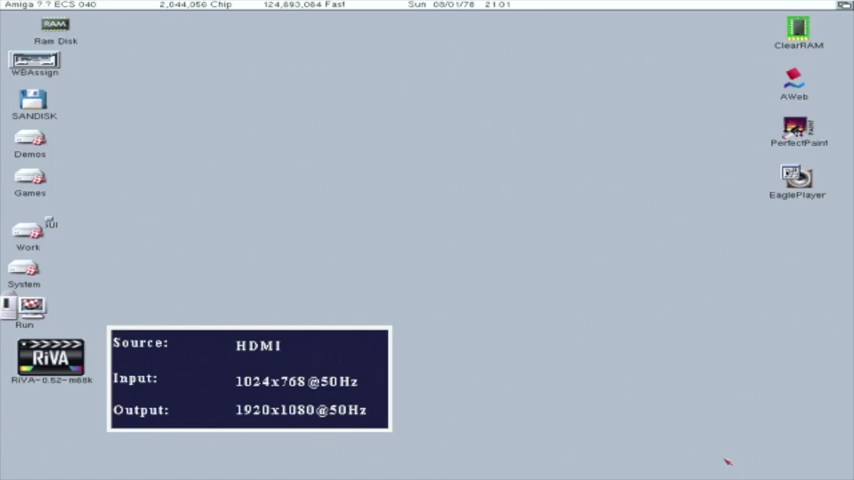 Amiga ? ? ECS 040 2,044,056 Chip 124,693,064 Fast Sun 08/01/78 21:01
RAM
Ram Disk
WBAssign
SANDISK
Demos
Games
Work
System
Run
RiVA
RiVA-0.52-m68k
Source: HDMI
Input: 1024x768@50Hz
Output: 1920x1080@50Hz
ClearRAM
AWeb
PerfectPaint
EaglePlayer